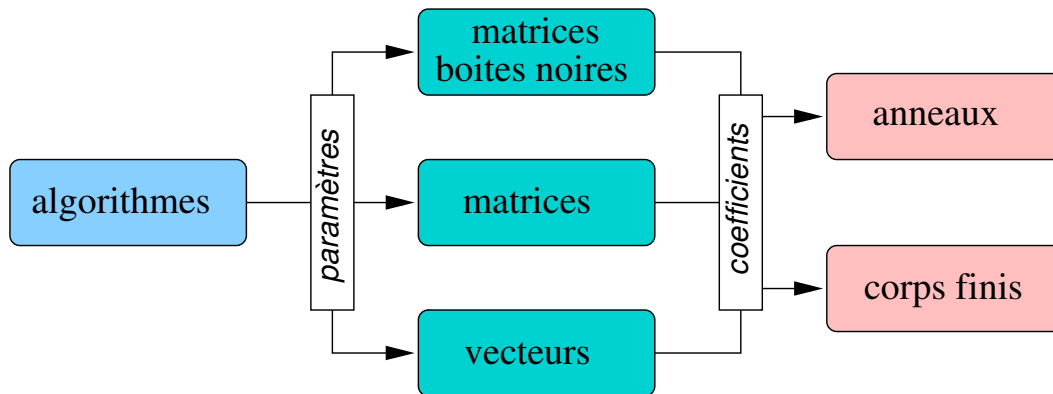 algorithmes
paramètres
matrices
boites noires
matrices
vecteurs
coefficients
anneaux
corps finis